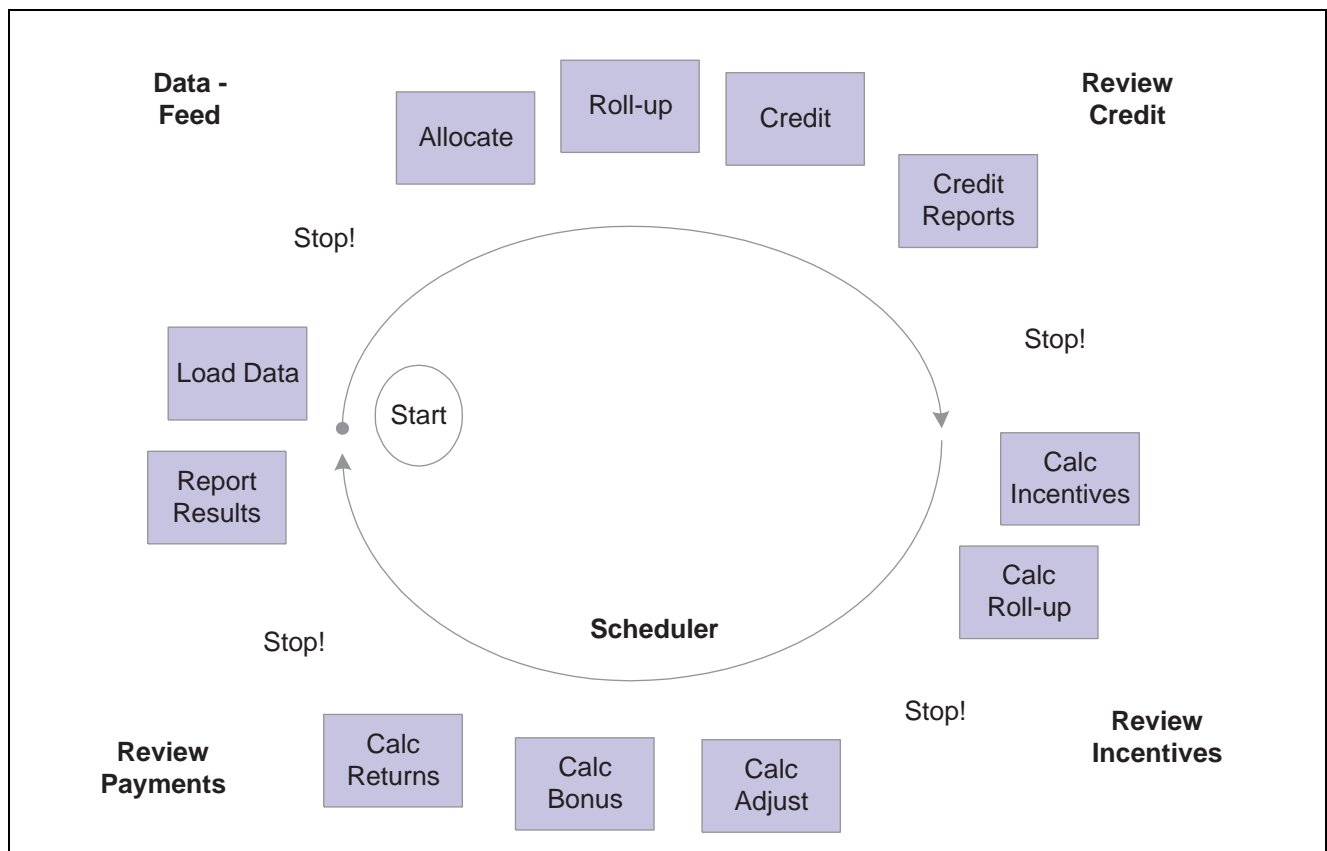 Data -
Feed
Roll-up
Credit
Review
Credit
Allocate
Credit
Reports
Stop!
Stop!
Load Data
Start
Report
Results
Calc
Incentives
Calc
Roll-up
Scheduler
Stop!
Stop!
Review
Payments
Calc
Returns
Calc
Bonus
Calc
Adjust
Review
Incentives